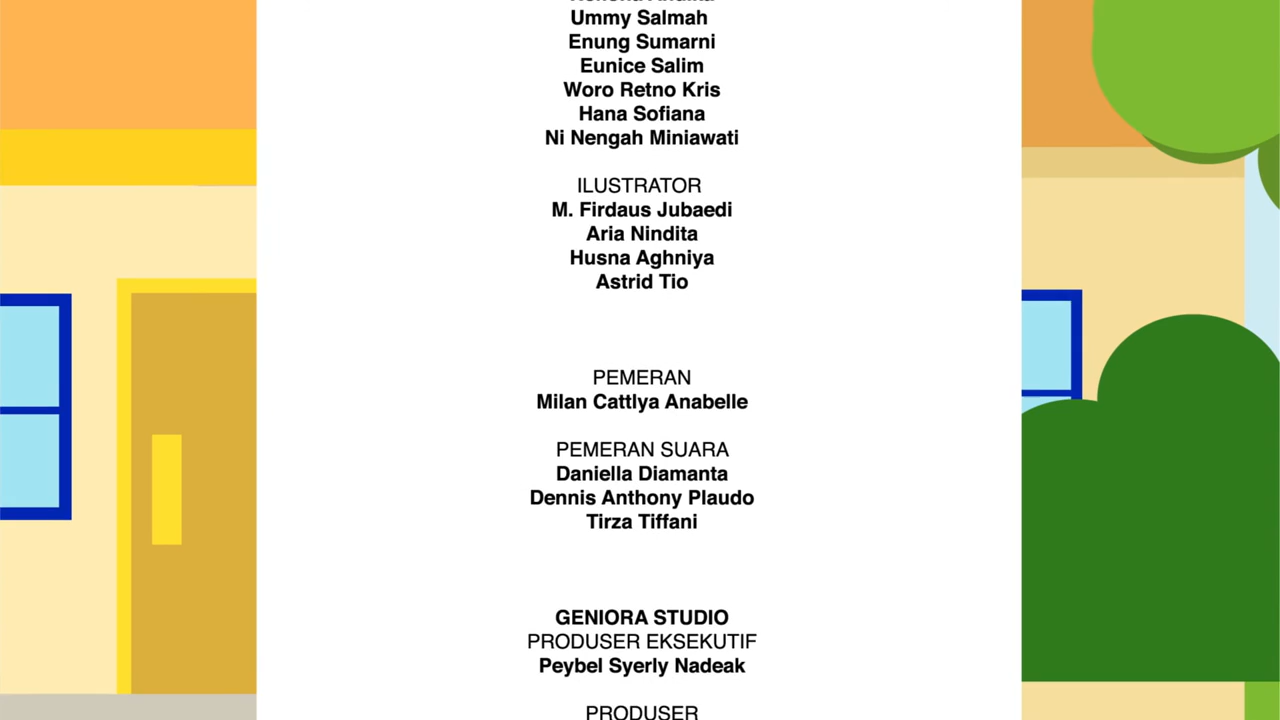 Ummy Salmah
Enung Sumarni
Eunice Salim
Woro Retno Kris
Hana Sofiana
Ni Nengah Miniawati
ILUSTRATOR
M. Firdaus Jubaedi
Aria Nindita
Husna Aghniya
Astrid Tio
PEMERAN
Milan Cattlya Anabelle
PEMERAN SUARA
Daniella Diamanta
Dennis Anthony Plaudo
Tirza Tiffani
GENIORA STUDIO
PRODUSER EKSEKUTIF
Peybel Syerly Nadeak
PRODUSER